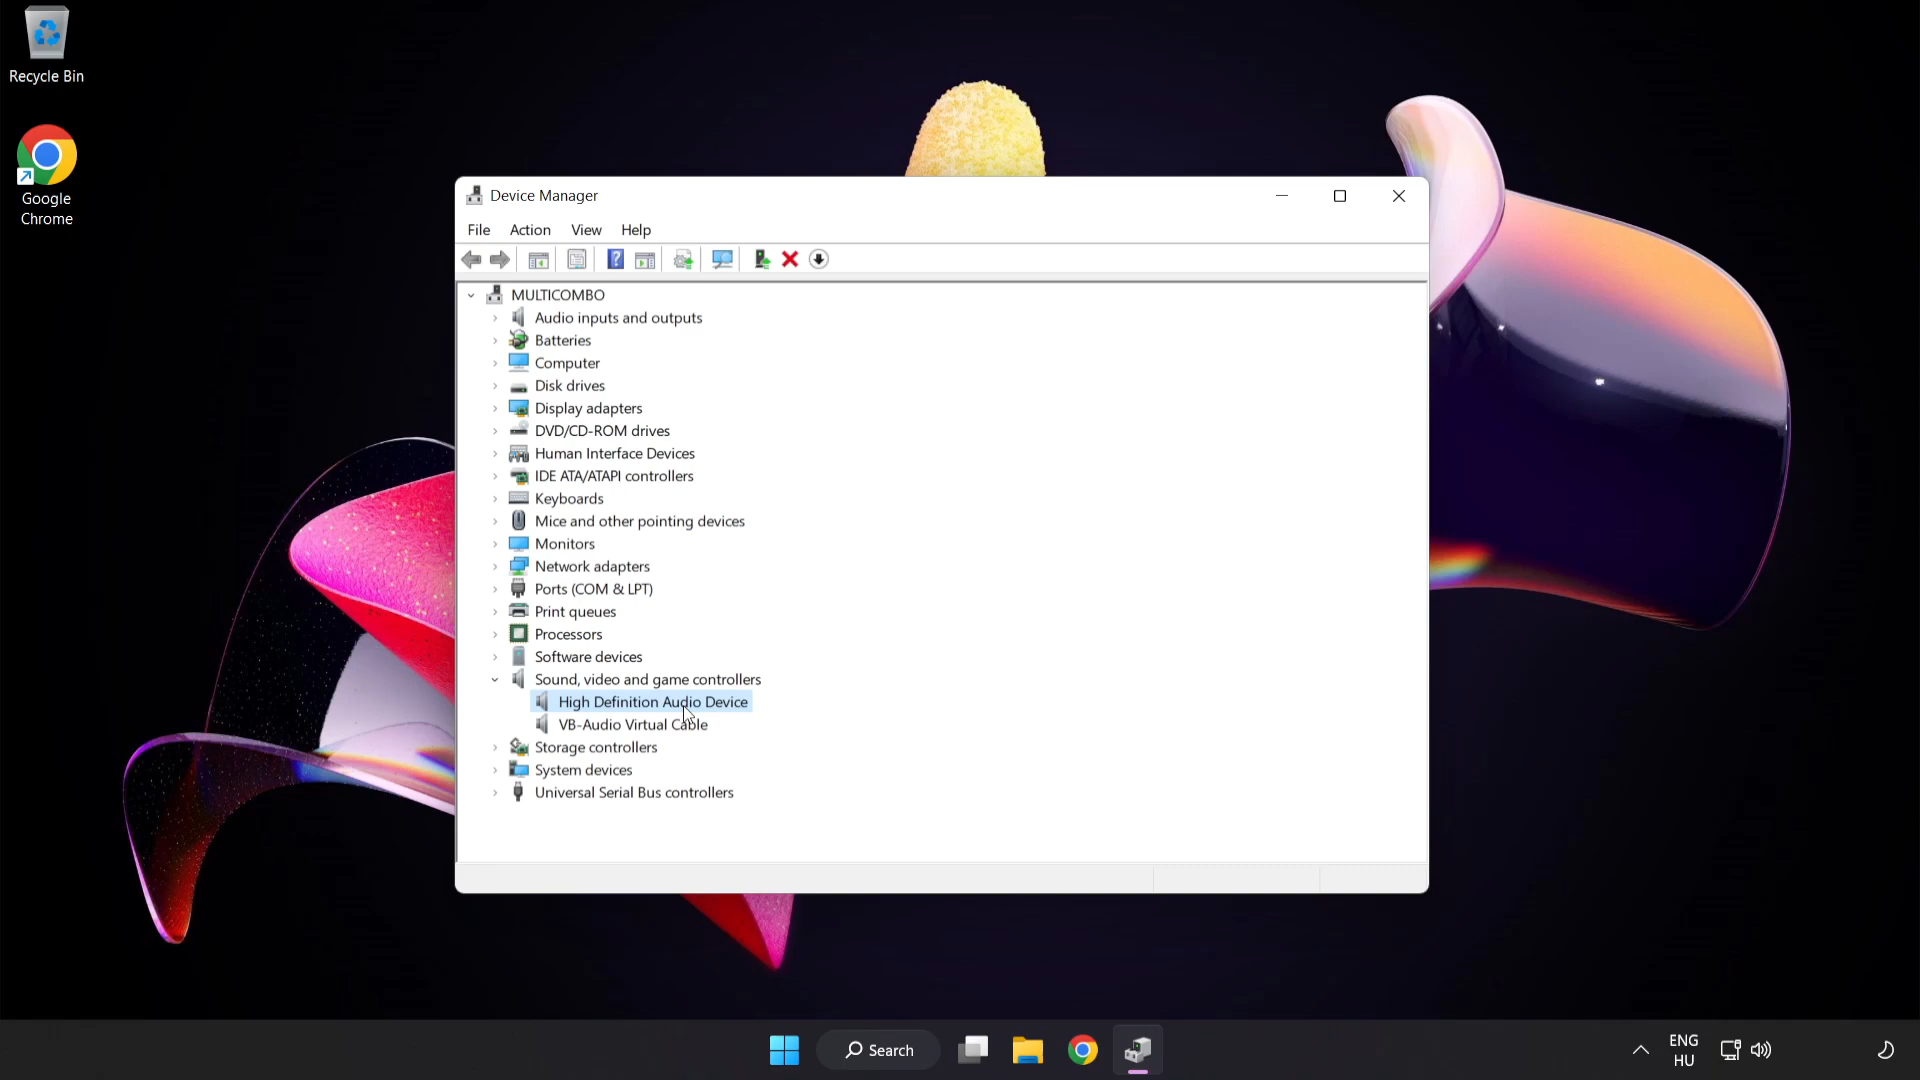 Recycle Bin
Google
Chrome
Device Manager
File Action View Help
MULTICOMBO
Audio inputs and outputs
Batteries
Computer
Disk drives
Display adapters
DVD/CD-ROM drives
Human Interface Devices
IDE ATA/ATAPI controllers
Keyboards
Mice and other pointing devices
Monitors
Network adapters
Ports (COM & LPT)
Print queues
Processors
Software devices
Sound, video and game controllers
High Definition Audio Device
VB-Audio Virtual Cable
Storage controllers
System devices
Universal Serial Bus controllers
Search
ENG
HU